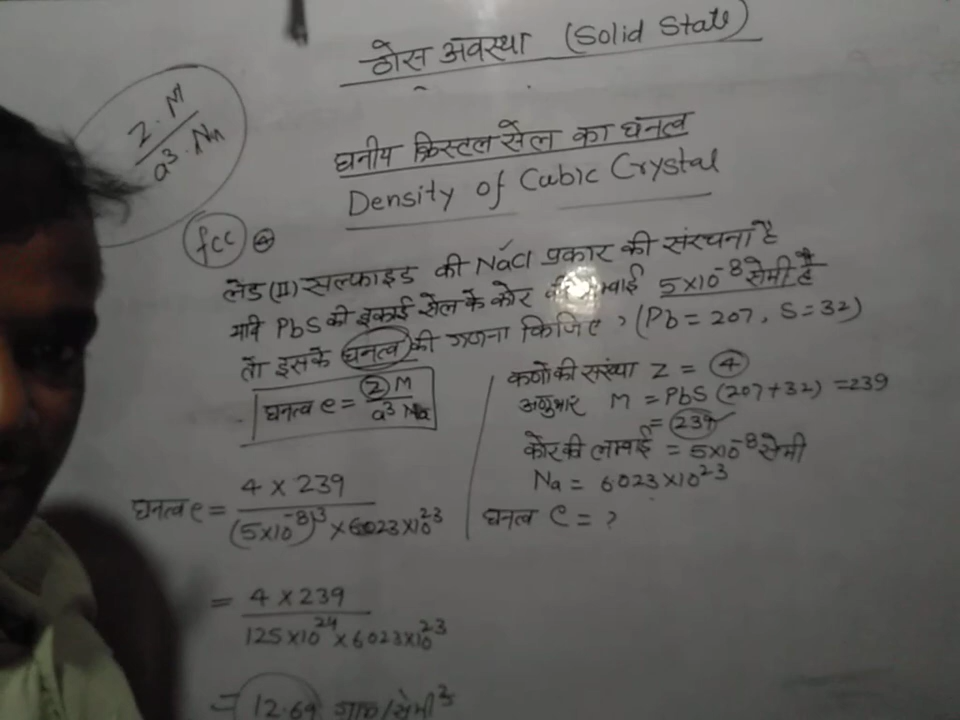 ठोस अवस्था (Solid State)
Z·M / a³·Na
घनीय क्रिस्टल सेल का घनत्व
Density of Cubic Crystal
fcc
लेड (II) सल्फाइड की NaCl प्रकार की संरचना है
यदि PbS की इकाई सेल के कोर की लम्बाई 5×10⁻⁸ सेमी है
तो इसके घनत्व की गणना किजिए, (Pb = 207, S = 32)
घनत्व ϱ = Z M / a³ Na
कणो की संख्या Z = 4
अणुभार M = PbS (207+32) = 239
= 239
कोर की लम्बाई = 5×10⁻⁸ सेमी
Na = 6.023×10²³
घनत्व ϱ = ?
घनत्व ϱ = 4 × 239 / (5×10⁻⁸)³ × 6.023×10²³
= 4 × 239 / 125×10²⁴ × 6.023×10²³
= 12.69 ग्राम/सेमी³